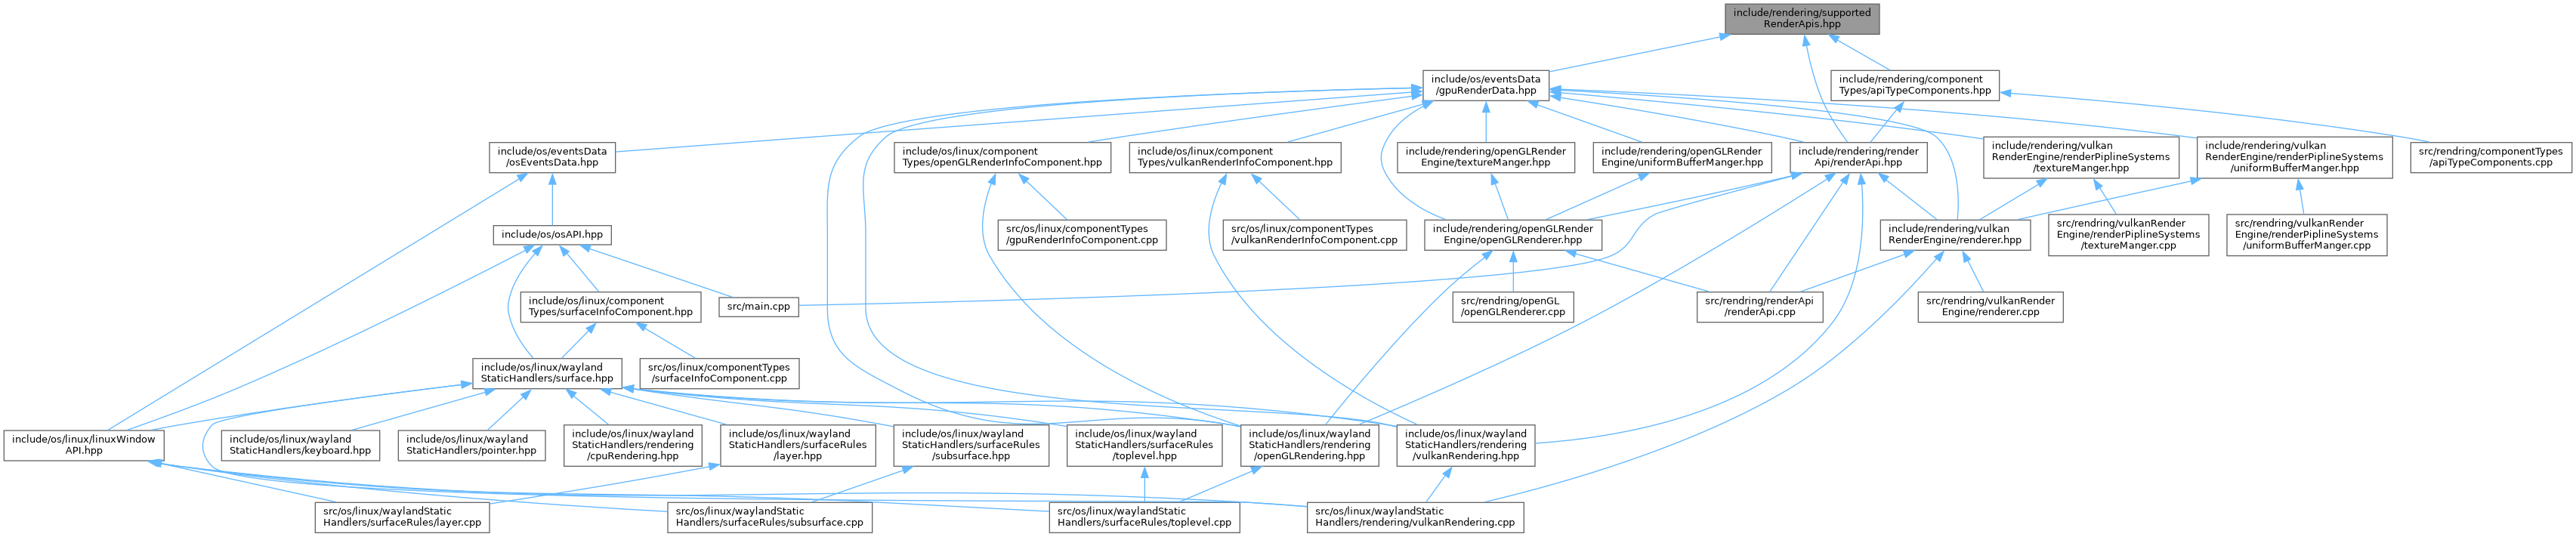 include/rendering/supported
RenderApis.hpp
include/os/eventsData
/gpuRenderData.hpp
include/rendering/component
Types/apiTypeComponents.hpp
include/os/eventsData
/osEventsData.hpp
include/os/linux/component
Types/openGLRenderInfoComponent.hpp
include/os/linux/component
Types/vulkanRenderInfoComponent.hpp
include/rendering/openGLRender
Engine/textureManger.hpp
include/rendering/openGLRender
Engine/uniformBufferManger.hpp
include/rendering/render
Api/renderApi.hpp
include/rendering/vulkan
RenderEngine/renderPiplineSystems
/textureManger.hpp
include/rendering/vulkan
RenderEngine/renderPiplineSystems
/uniformBufferManger.hpp
src/rendring/componentTypes
/apiTypeComponents.cpp
include/os/osAPI.hpp
src/os/linux/componentTypes
/gpuRenderInfoComponent.cpp
src/os/linux/componentTypes
/vulkanRenderInfoComponent.cpp
include/rendering/openGLRender
Engine/openGLRenderer.hpp
include/rendering/vulkan
RenderEngine/renderer.hpp
src/rendring/vulkanRender
Engine/renderPiplineSystems
/textureManger.cpp
src/rendring/vulkanRender
Engine/renderPiplineSystems
/uniformBufferManger.cpp
include/os/linux/component
Types/surfaceInfoComponent.hpp
src/main.cpp
src/rendring/openGL
/openGLRenderer.cpp
src/rendring/renderApi
/renderApi.cpp
src/rendring/vulkanRender
Engine/renderer.cpp
include/os/linux/wayland
StaticHandlers/surface.hpp
src/os/linux/componentTypes
/surfaceInfoComponent.cpp
include/os/linux/linuxWindow
API.hpp
include/os/linux/wayland
StaticHandlers/keyboard.hpp
include/os/linux/wayland
StaticHandlers/pointer.hpp
include/os/linux/wayland
StaticHandlers/rendering
/cpuRendering.hpp
include/os/linux/wayland
StaticHandlers/surfaceRules
/layer.hpp
include/os/linux/wayland
StaticHandlers/surfaceRules
/subsurface.hpp
include/os/linux/wayland
StaticHandlers/surfaceRules
/toplevel.hpp
include/os/linux/wayland
StaticHandlers/rendering
/openGLRendering.hpp
include/os/linux/wayland
StaticHandlers/rendering
/vulkanRendering.hpp
src/os/linux/waylandStatic
Handlers/surfaceRules/layer.cpp
src/os/linux/waylandStatic
Handlers/surfaceRules/subsurface.cpp
src/os/linux/waylandStatic
Handlers/surfaceRules/toplevel.cpp
src/os/linux/waylandStatic
Handlers/rendering/vulkanRendering.cpp